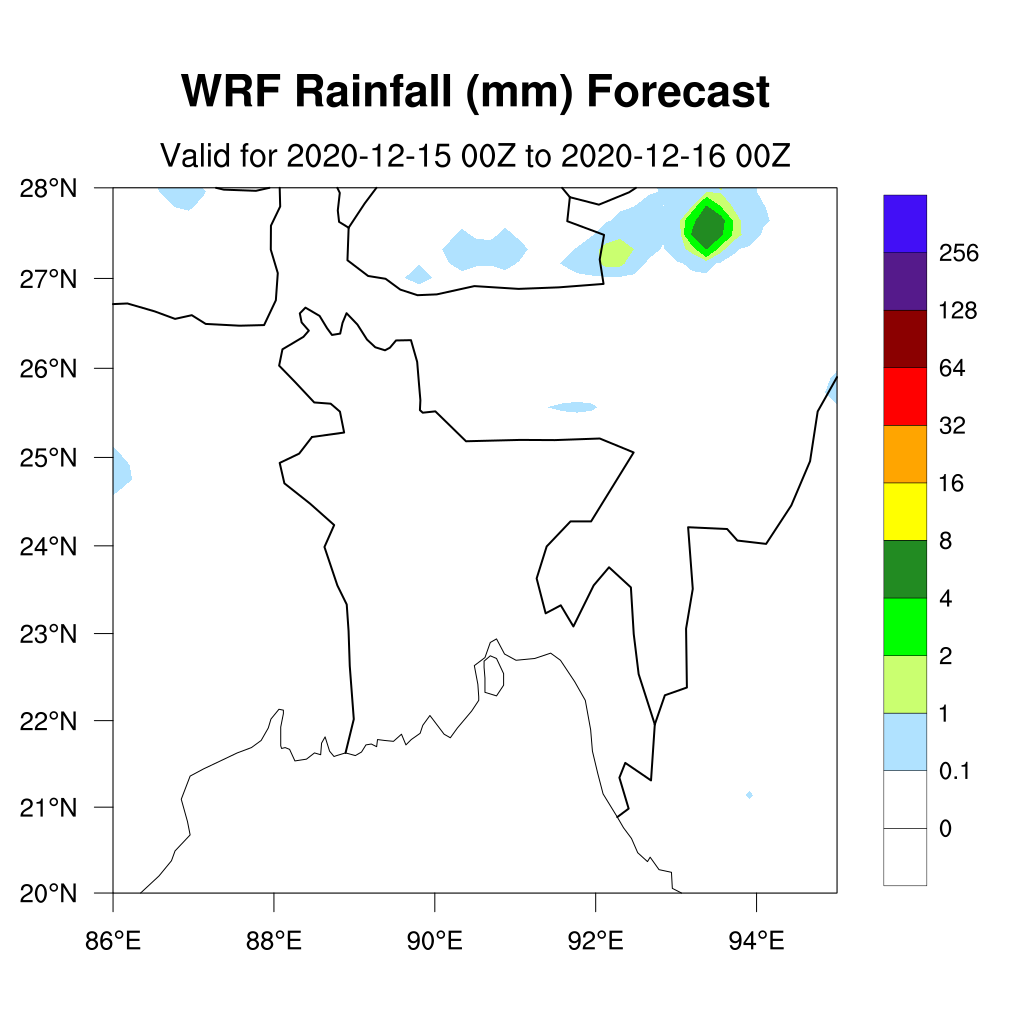 WRF Rainfall (mm) Forecast
Valid for 2020-12-15 00Z to 2020-12-16 00Z
28°N
27°N
26°N
25°N
24°N
23°N
22°N
21°N
20°N
86°E 88°E 90°E 92°E 94°E
256
128
64
32
16
8
4
2
1
0.1
0